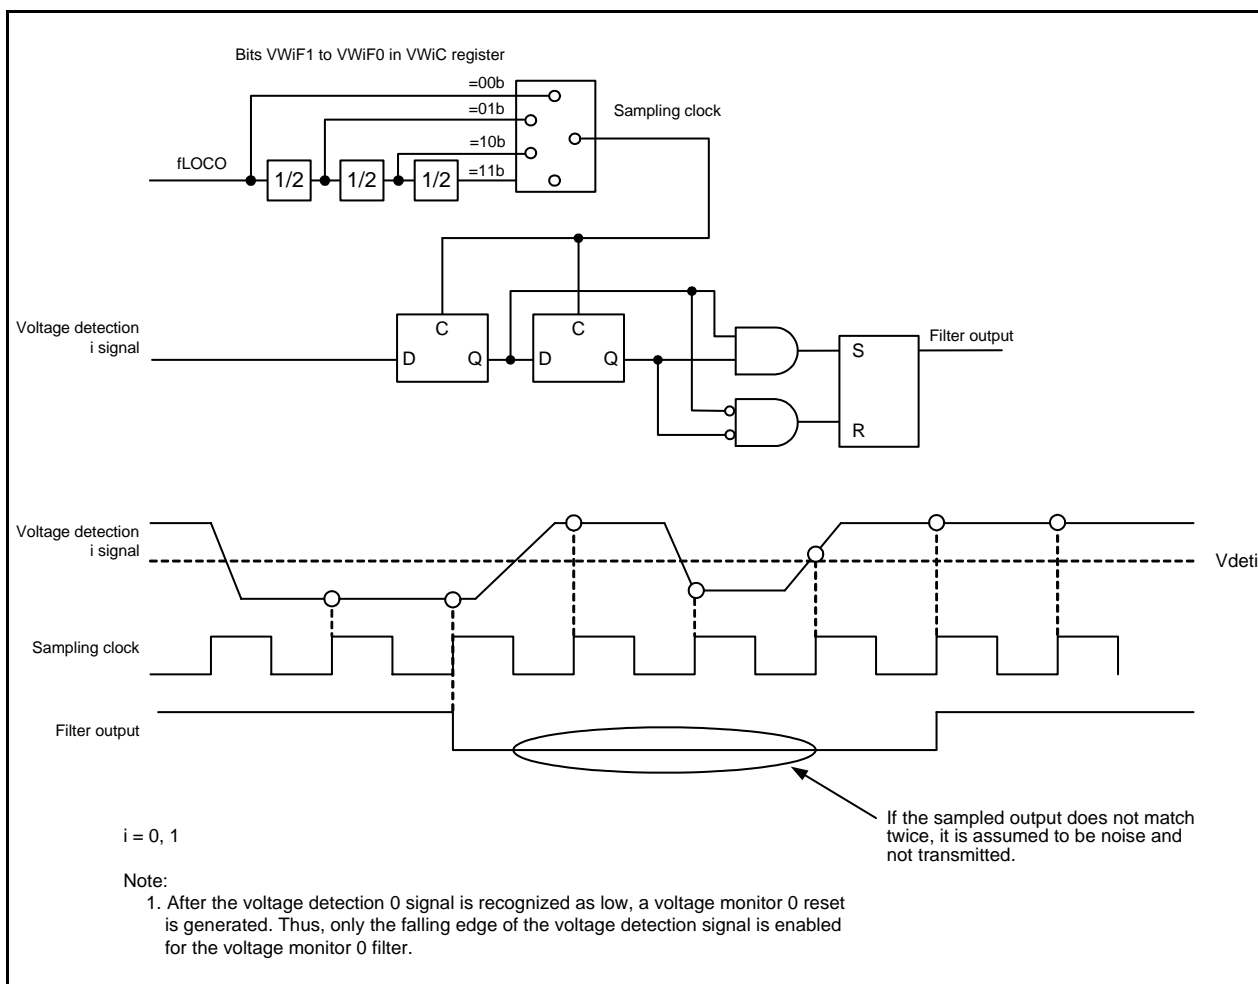 Bits VWiF1 to VWiF0 in VWiC register
=00b
=01b
Sampling clock
=10b
fLOCO
1/2
1/2
1/2
=11b
Voltage detection
i signal
C
D
Q
C
D
Q
S
R
Filter output
Voltage detection
i signal
Vdeti
Sampling clock
Filter output
If the sampled output does not match
twice, it is assumed to be noise and
not transmitted.
i = 0, 1
Note:
1. After the voltage detection 0 signal is recognized as low, a voltage monitor 0 reset
is generated. Thus, only the falling edge of the voltage detection signal is enabled
for the voltage monitor 0 filter.